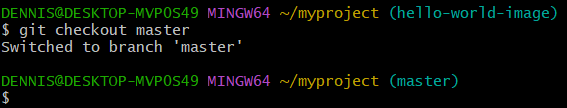 DENNIS@DESKTOP-MVPOS49 MINGW64 ~/myproject (hello-world-image)
$ git checkout master
Switched to branch 'master'
DENNIS@DESKTOP-MVPOS49 MINGW64 ~/myproject (master)
$